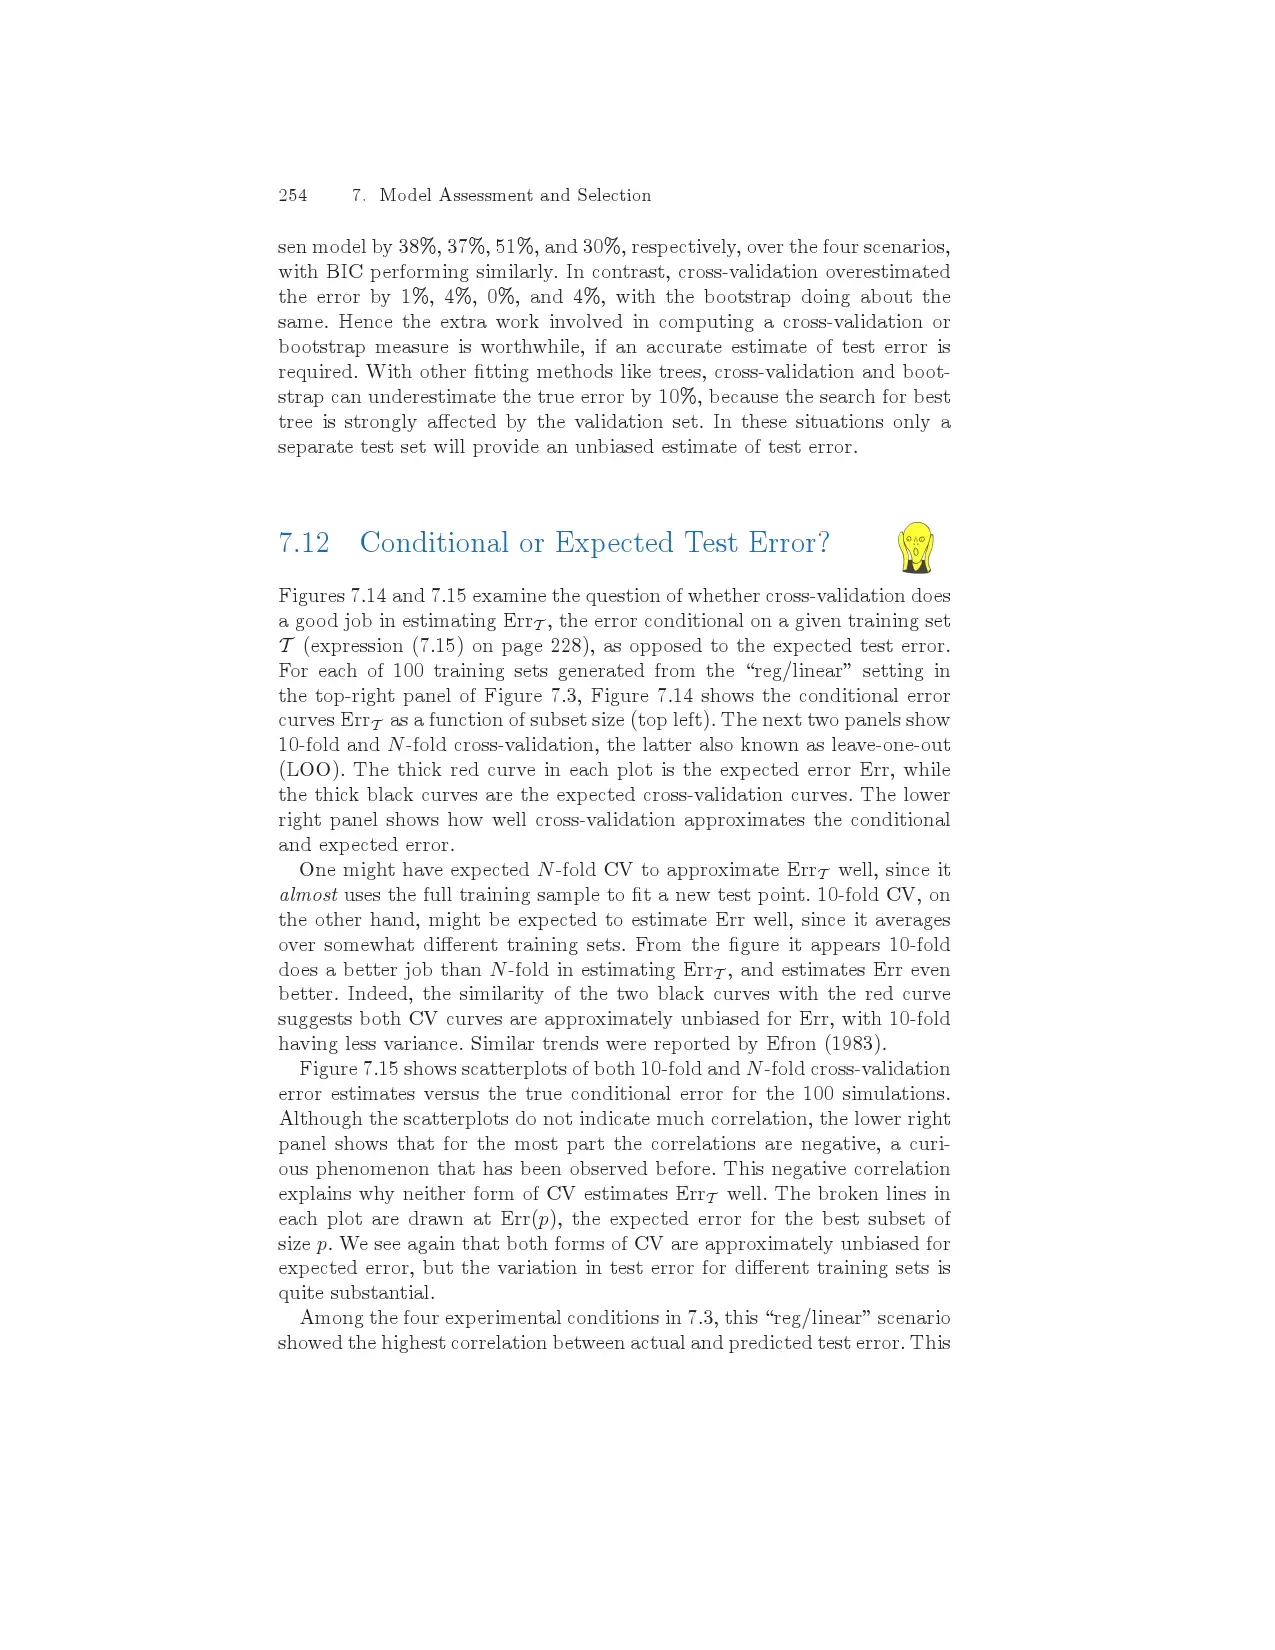 254 7. Model Assessment and Selection
sen model by 38%, 37%, 51%, and 30%, respectively, over the four scenarios,
with BIC performing similarly. In contrast, cross-validation overestimated
the error by 1%, 4%, 0%, and 4%, with the bootstrap doing about the
same. Hence the extra work involved in computing a cross-validation or
bootstrap measure is worthwhile, if an accurate estimate of test error is
required. With other fitting methods like trees, cross-validation and boot-
strap can underestimate the true error by 10%, because the search for best
tree is strongly affected by the validation set. In these situations only a
separate test set will provide an unbiased estimate of test error.
7.12 Conditional or Expected Test Error?
Figures 7.14 and 7.15 examine the question of whether cross-validation does
a good job in estimating Err𝒯, the error conditional on a given training set
𝒯 (expression (7.15) on page 228), as opposed to the expected test error.
For each of 100 training sets generated from the “reg/linear” setting in
the top-right panel of Figure 7.3, Figure 7.14 shows the conditional error
curves Err𝒯 as a function of subset size (top left). The next two panels show
10-fold and N-fold cross-validation, the latter also known as leave-one-out
(LOO). The thick red curve in each plot is the expected error Err, while
the thick black curves are the expected cross-validation curves. The lower
right panel shows how well cross-validation approximates the conditional
and expected error.
One might have expected N-fold CV to approximate Err𝒯 well, since it
almost uses the full training sample to fit a new test point. 10-fold CV, on
the other hand, might be expected to estimate Err well, since it averages
over somewhat different training sets. From the figure it appears 10-fold
does a better job than N-fold in estimating Err𝒯, and estimates Err even
better. Indeed, the similarity of the two black curves with the red curve
suggests both CV curves are approximately unbiased for Err, with 10-fold
having less variance. Similar trends were reported by Efron (1983).
Figure 7.15 shows scatterplots of both 10-fold and N-fold cross-validation
error estimates versus the true conditional error for the 100 simulations.
Although the scatterplots do not indicate much correlation, the lower right
panel shows that for the most part the correlations are negative, a curi-
ous phenomenon that has been observed before. This negative correlation
explains why neither form of CV estimates Err𝒯 well. The broken lines in
each plot are drawn at Err(p), the expected error for the best subset of
size p. We see again that both forms of CV are approximately unbiased for
expected error, but the variation in test error for different training sets is
quite substantial.
Among the four experimental conditions in 7.3, this “reg/linear” scenario
showed the highest correlation between actual and predicted test error. This